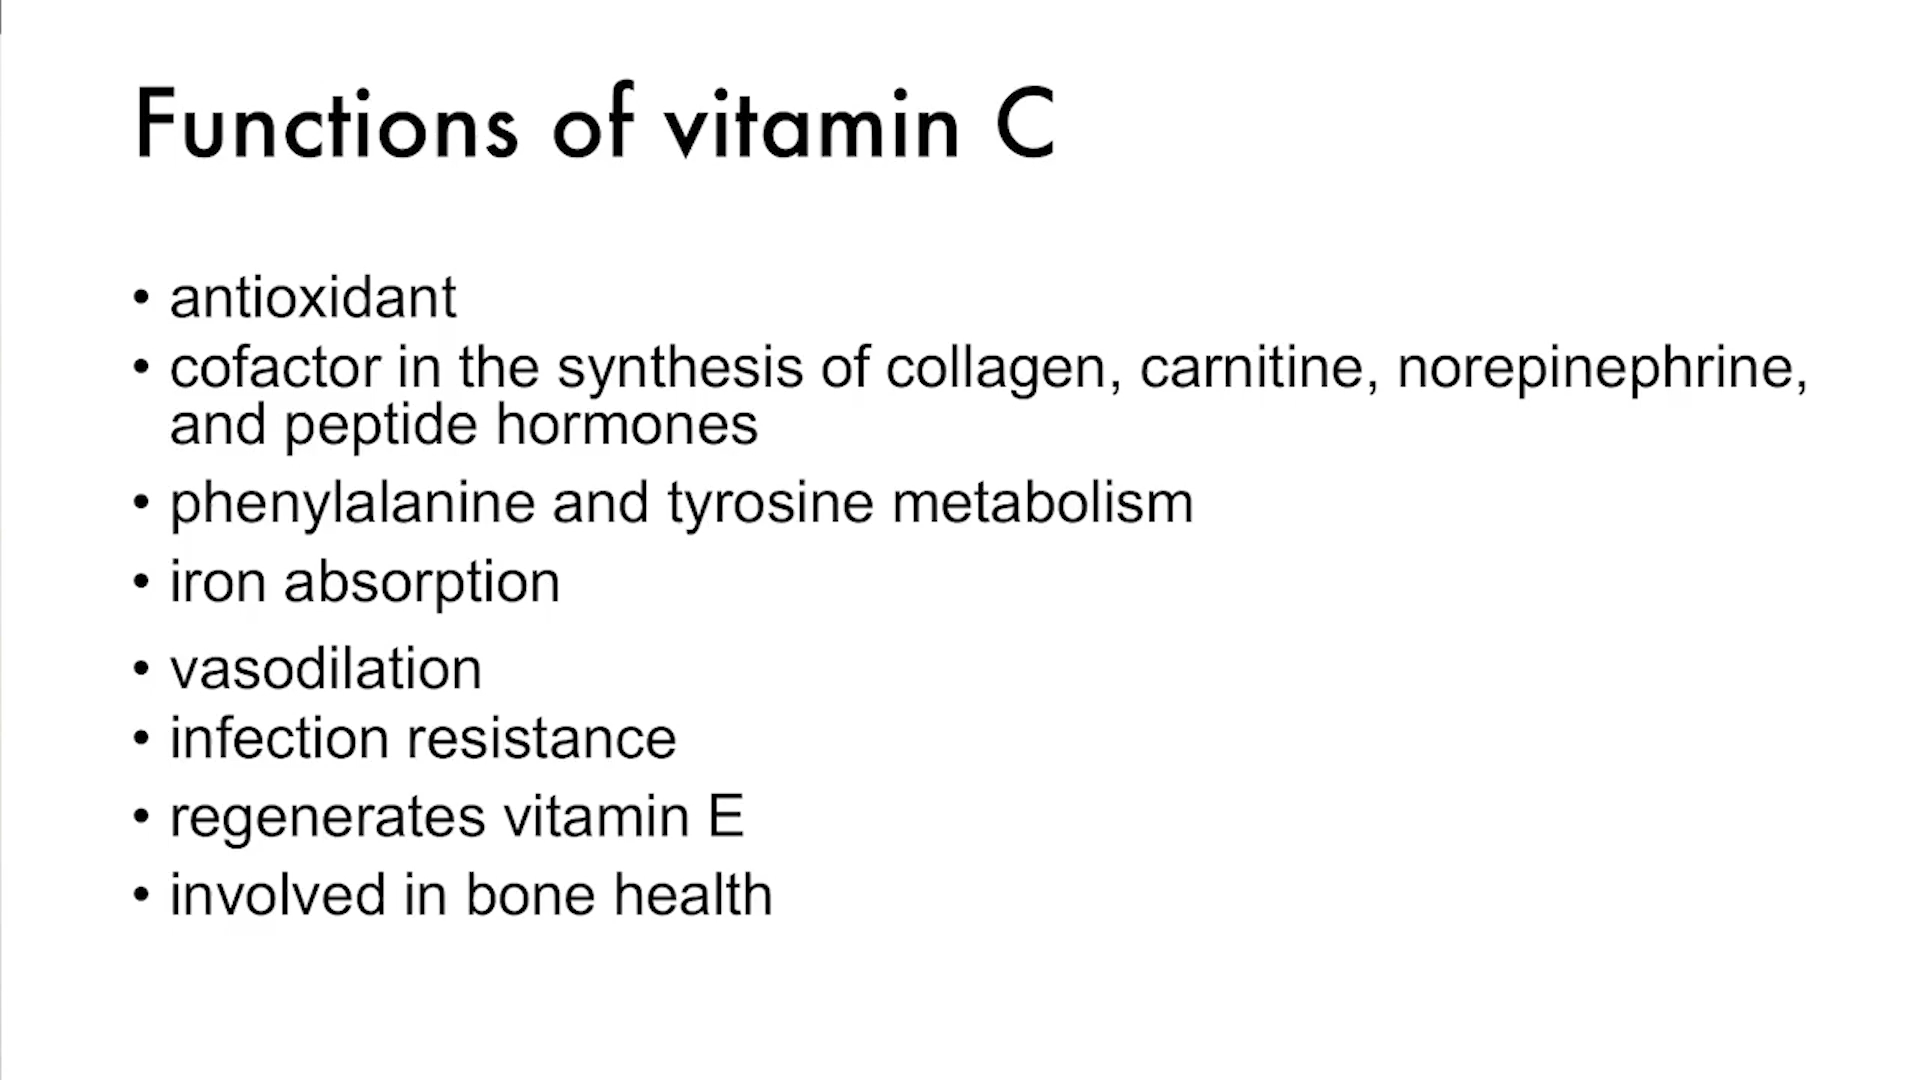 Functions of vitamin C
• antioxidant
• cofactor in the synthesis of collagen, carnitine, norepinephrine,
and peptide hormones
• phenylalanine and tyrosine metabolism
• iron absorption
• vasodilation
• infection resistance
• regenerates vitamin E
• involved in bone health